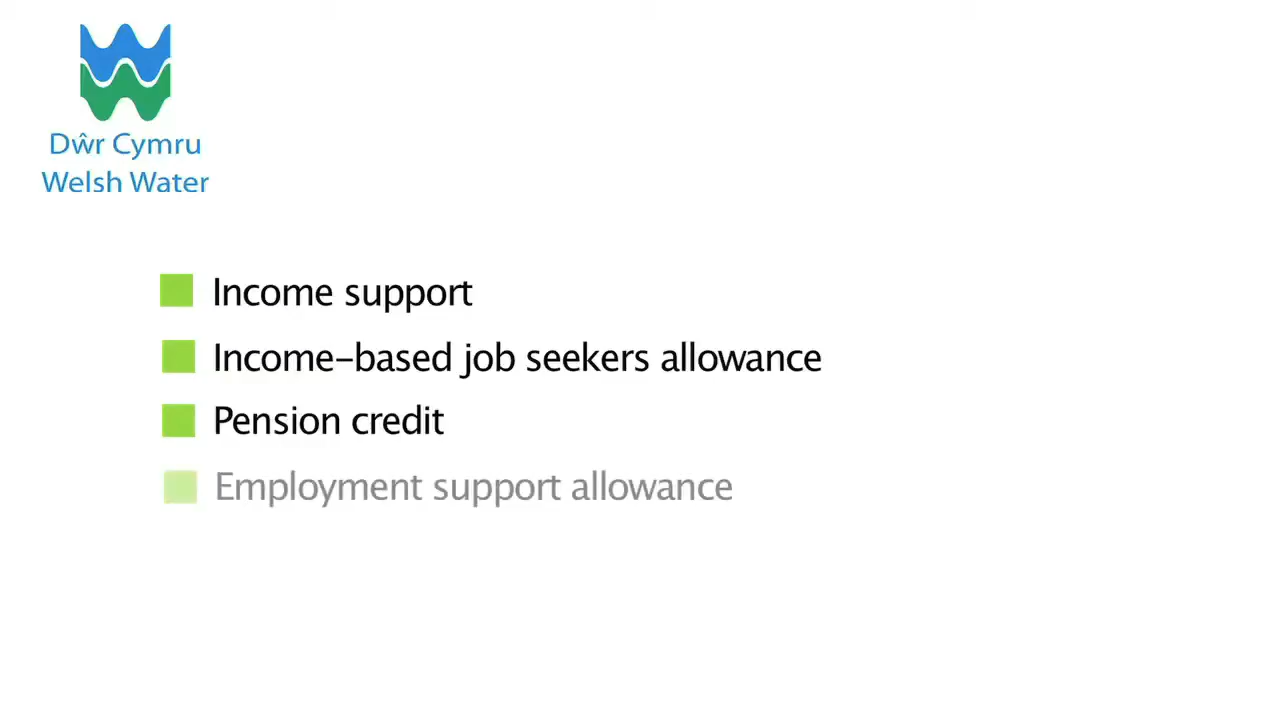 Dŵr Cymru
Welsh Water
Income support
Income-based job seekers allowance
Pension credit
Employment support allowance